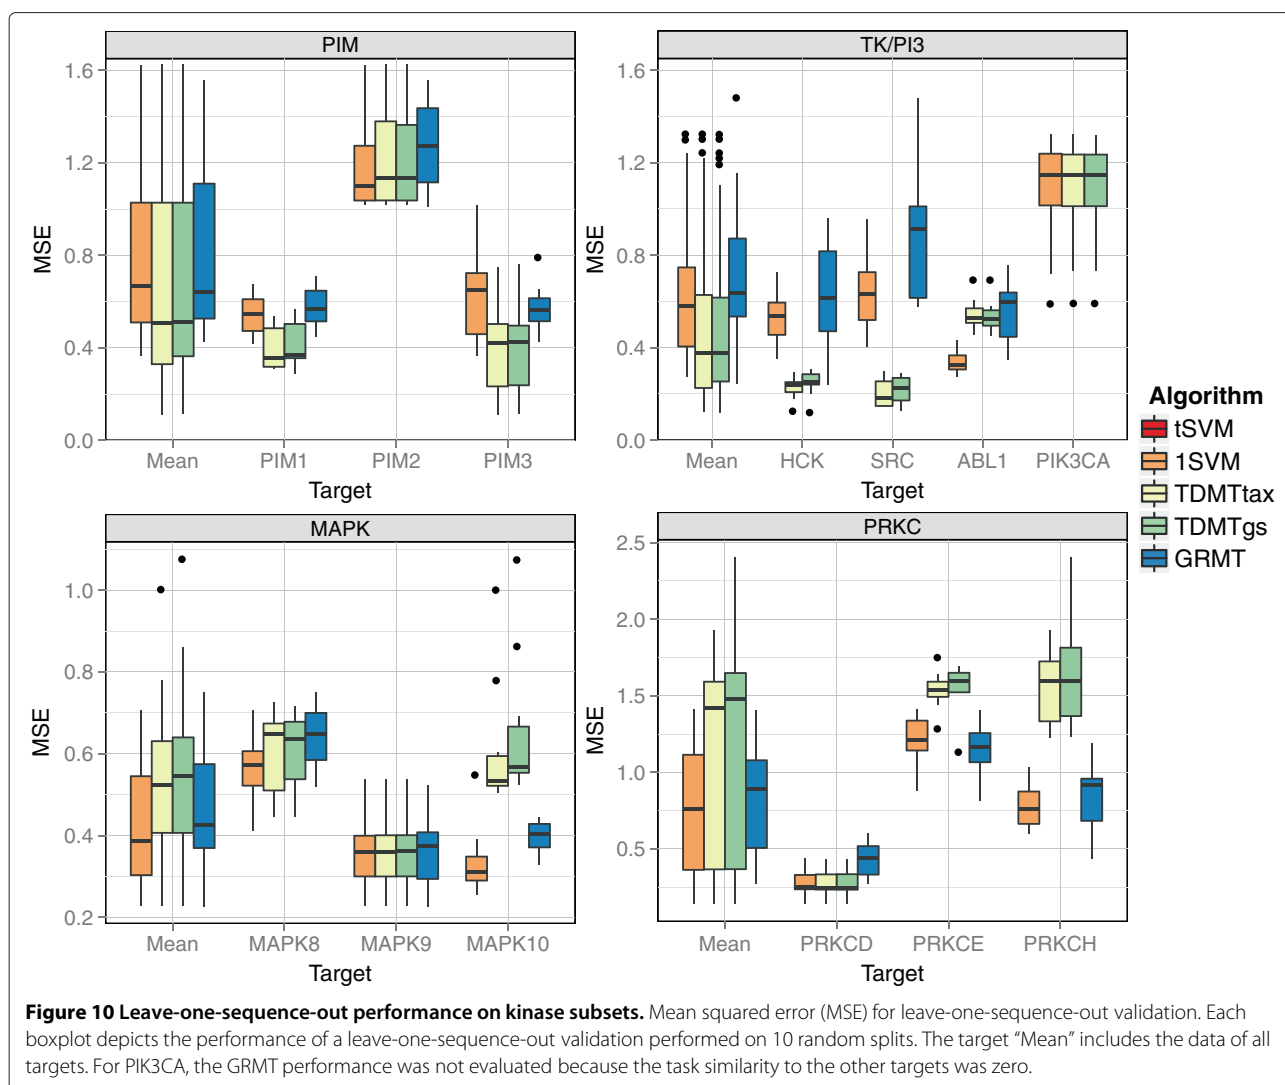 PIM
1.6
1.2
0.8
0.4
0.0
MSE
Mean PIM1 PIM2 PIM3
Target
TK/PI3
1.6
1.2
0.8
0.4
0.0
MSE
Mean HCK SRC ABL1 PIK3CA
Target
Algorithm
tSVM
1SVM
TDMTtax
TDMTgs
GRMT
MAPK
1.0
0.8
0.6
0.4
0.2
MSE
Mean MAPK8 MAPK9 MAPK10
Target
PRKC
2.5
2.0
1.5
1.0
0.5
MSE
Mean PRKCD PRKCE PRKCH
Target
Figure 10 Leave-one-sequence-out performance on kinase subsets. Mean squared error (MSE) for leave-one-sequence-out validation. Each
boxplot depicts the performance of a leave-one-sequence-out validation performed on 10 random splits. The target “Mean” includes the data of all
targets. For PIK3CA, the GRMT performance was not evaluated because the task similarity to the other targets was zero.